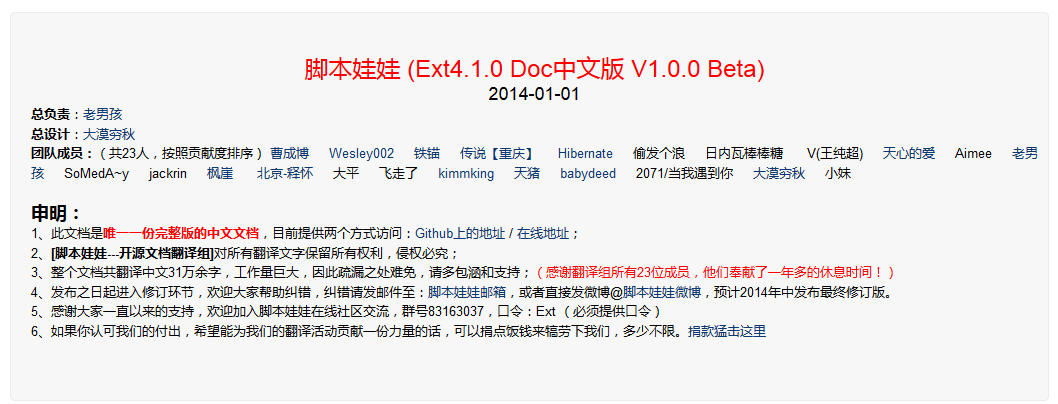 脚本娃娃 (Ext4.1.0 Doc中文版 V1.0.0 Beta)
2014-01-01
总负责：老男孩
总设计：大漠穷秋
团队成员：（共23人，按照贡献度排序） 曹成博 Wesley002 铁锚 传说【重庆】 Hibernate 偷发个浪 日内瓦棒棒糖 V(王纯超) 天心的爱 Aimee 老男
孩 SoMedA~y jackrin 枫崖 北京-释怀 大平 飞走了 kimmking 天猪 babydeed 2071/当我遇到你 大漠穷秋 小妹
申明：
1、此文档是唯一一份完整版的中文文档，目前提供两个方式访问：Github上的地址 / 在线地址；
2、[脚本娃娃---开源文档翻译组]对所有翻译文字保留所有权利，侵权必究；
3、整个文档共翻译中文31万余字，工作量巨大，因此疏漏之处难免，请多包涵和支持；（感谢翻译组所有23位成员，他们奉献了一年多的休息时间！）
4、发布之日起进入修订环节，欢迎大家帮助纠错，纠错请发邮件至：脚本娃娃邮箱，或者直接发微博@脚本娃娃微博，预计2014年中发布最终修订版。
5、感谢大家一直以来的支持，欢迎加入脚本娃娃在线社区交流，群号83163037，口令：Ext （必须提供口令）
6、如果你认可我们的付出，希望能为我们的翻译活动贡献一份力量的话，可以捐点饭钱来犒劳下我们，多少不限。捐款猛击这里